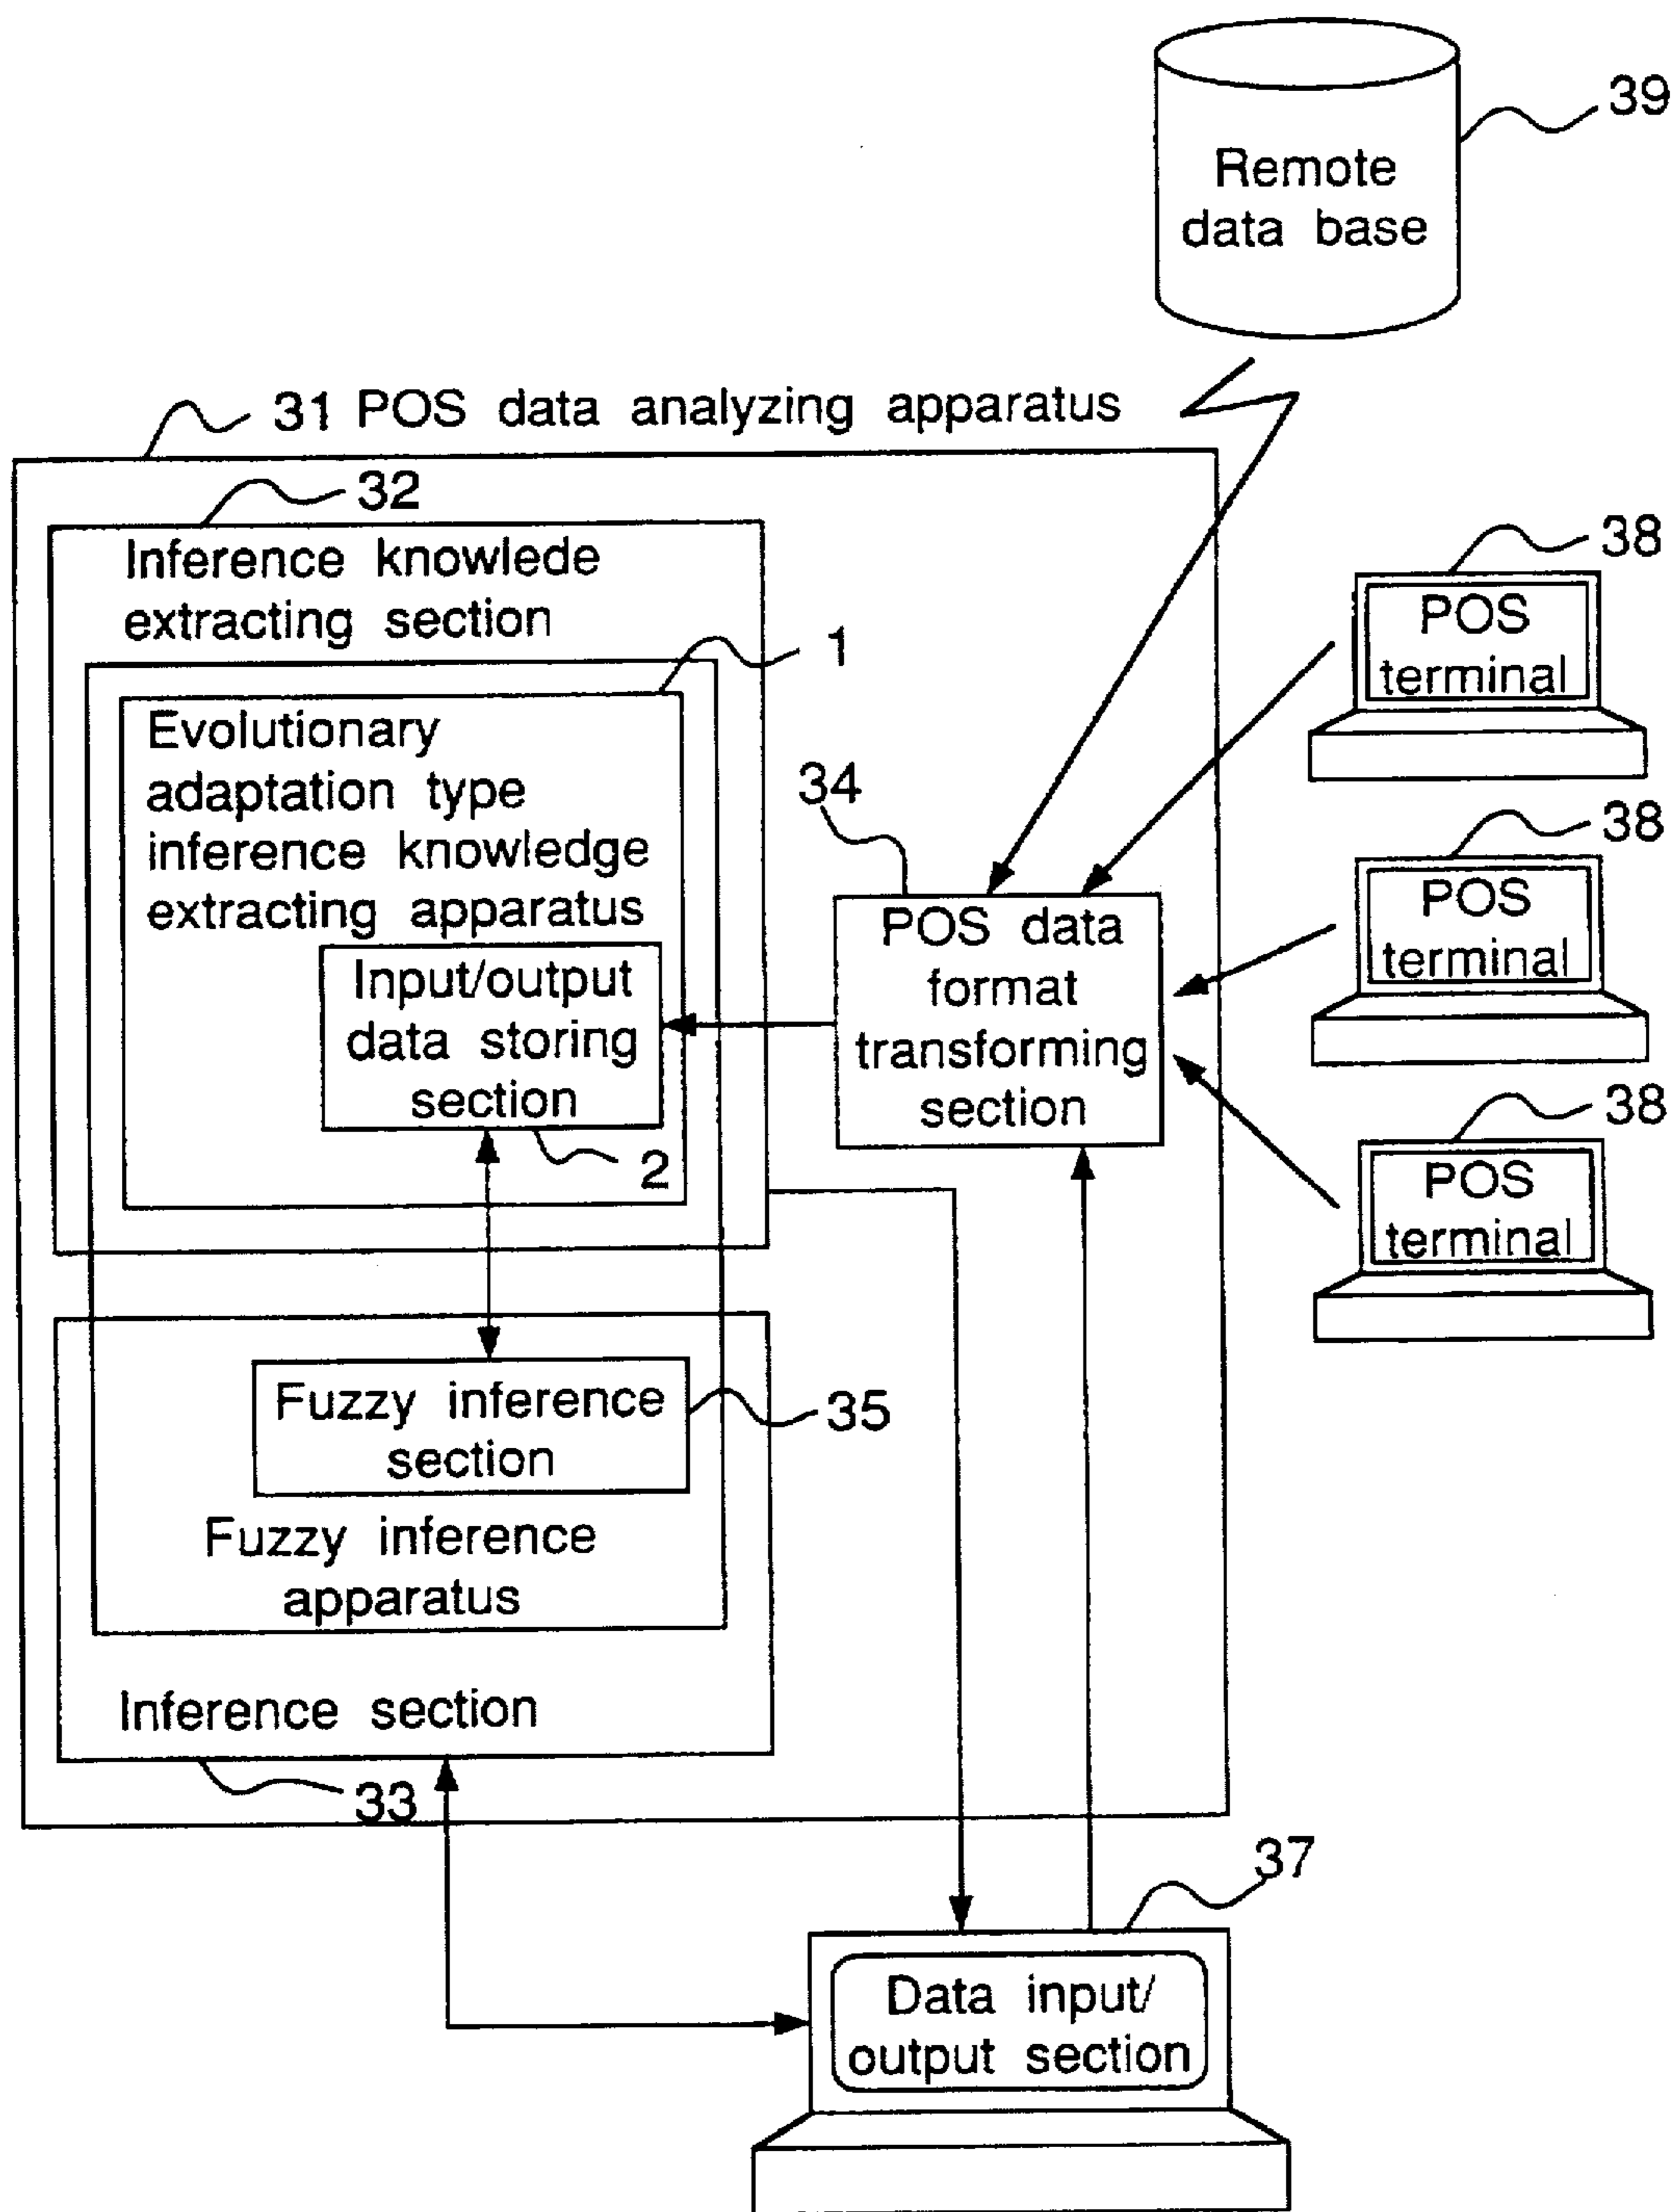 39
Remote
data base
31 POS data analyzing apparatus
32
Inference knowlede
extracting section
1
Evolutionary
adaptation type
inference knowledge
extracting apparatus
Input/output
data storing
section
2
34
POS data
format
transforming
section
38
POS
terminal
38
POS
terminal
38
POS
terminal
Fuzzy inference
section
35
Fuzzy inference
apparatus
Inference section
33
37
Data input/
output section